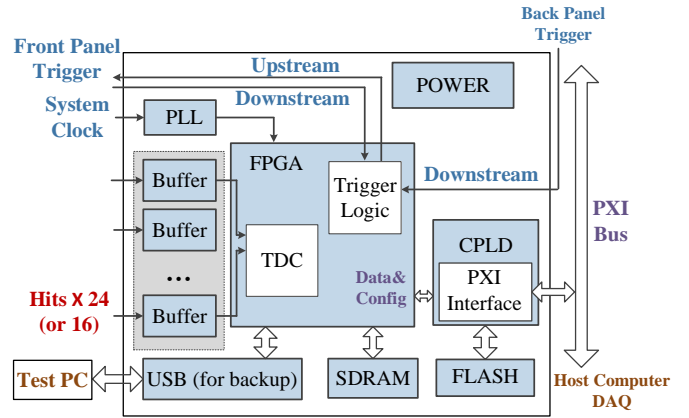 Back Panel
Trigger
Front Panel
Trigger
Upstream
POWER
System
Clock
Downstream
PLL
FPGA
Buffer
Trigger
Logic
Downstream
Buffer
PXI
Bus
TDC
CPLD
...
Data&
Config
PXI
Interface
Hits x 24
(or 16)
Buffer
Test PC
USB (for backup)
SDRAM
FLASH
Host Computer
DAQ